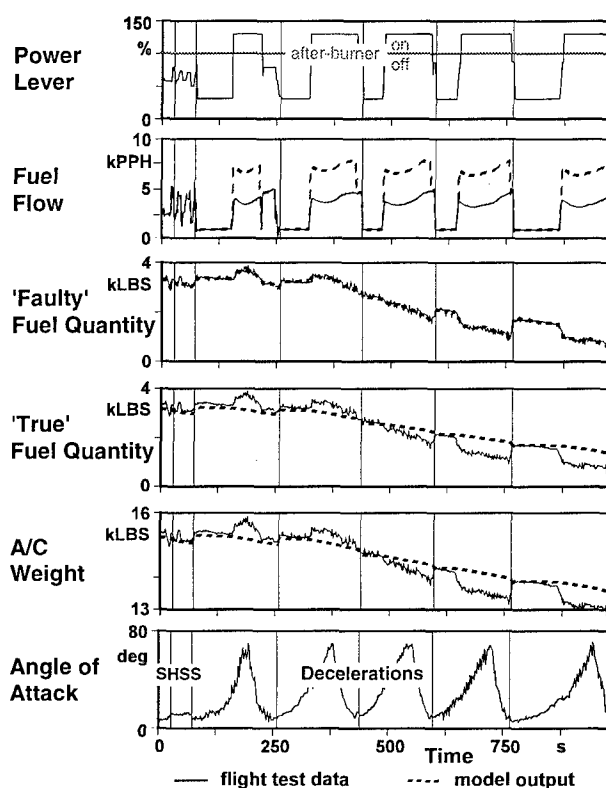 150
%
Power
Lever
after-burner on
off
0
10
kPPH
Fuel
Flow
5
0
4
kLBS
'Faulty'
Fuel Quantity
0
4
kLBS
'True'
Fuel Quantity
0
16
kLBS
A/C
Weight
13
80
deg
Angle of
Attack
SHSS
Decelerations
0
0 250 500 750 s
Time
flight test data
model output